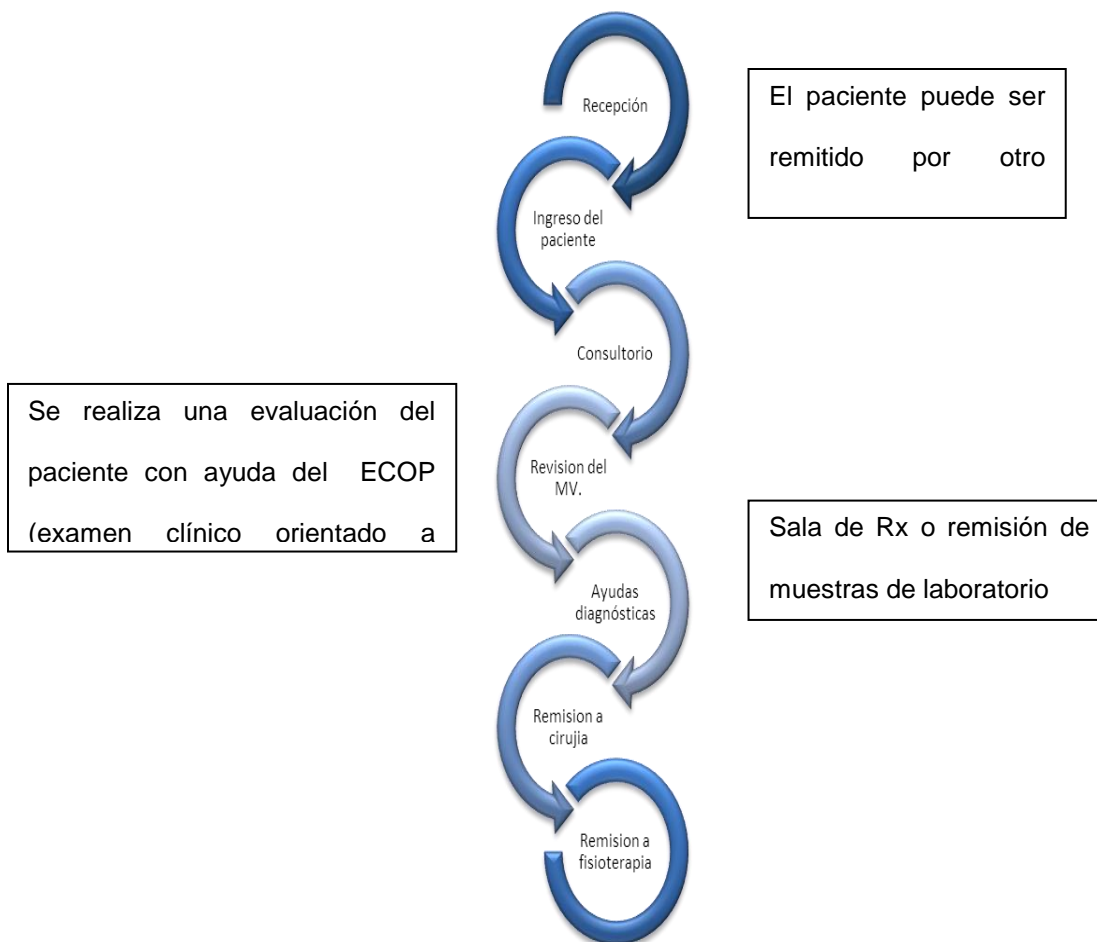 Recepción
El paciente puede ser
remitido por otro
Ingreso del
paciente
Consultorio
Se realiza una evaluación del
paciente con ayuda del ECOP
(examen clínico orientado a
Revision del
MV.
Sala de Rx o remisión de
muestras de laboratorio
Ayudas
diagnósticas
Remision a
cirujia
Remision a
fisioterapia